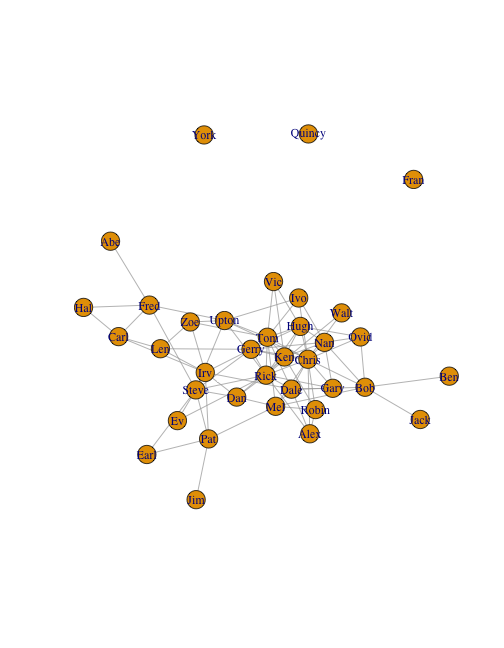 York
Quincy
Fran
Abe
Vic
Ivo
Hal
Fred
Walt
Zoe
Upton
Hugh
Carl
Tom
Ovid
Nan
Len
Gerry
Ken
Chris
Irv
Rick
Ben
Steve
Dale
Gary
Bob
Dan
Mel
Robin
Ev
Jack
Alex
Pat
Earl
Jim